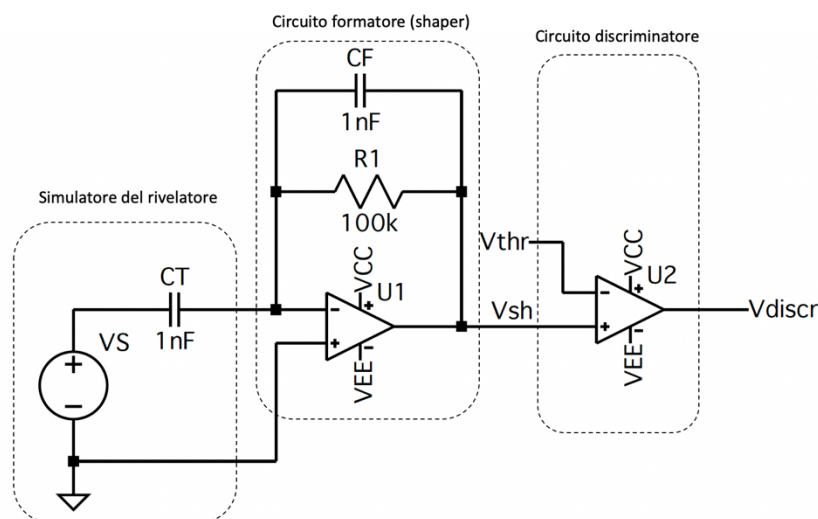 Circuito formatore (shaper)
Circuito discriminatore
CF
1nF
R1
100k
Simulatore del rivelatore
CT
1nF
VS
+
−
VCC
+
U1
-
+
-
VEE
Vsh
Vthr
VCC
+
U2
-
+
-
VEE
Vdiscr